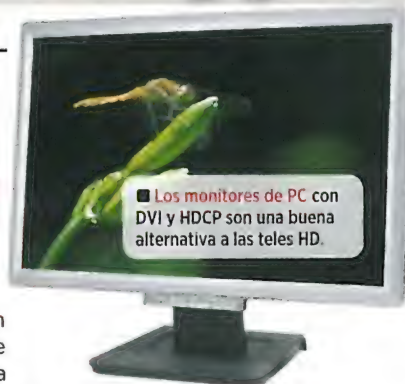 ■ Los monitores de PC con
DVI y HDCP son una buena
alternativa a las teles HD.
n
e
a